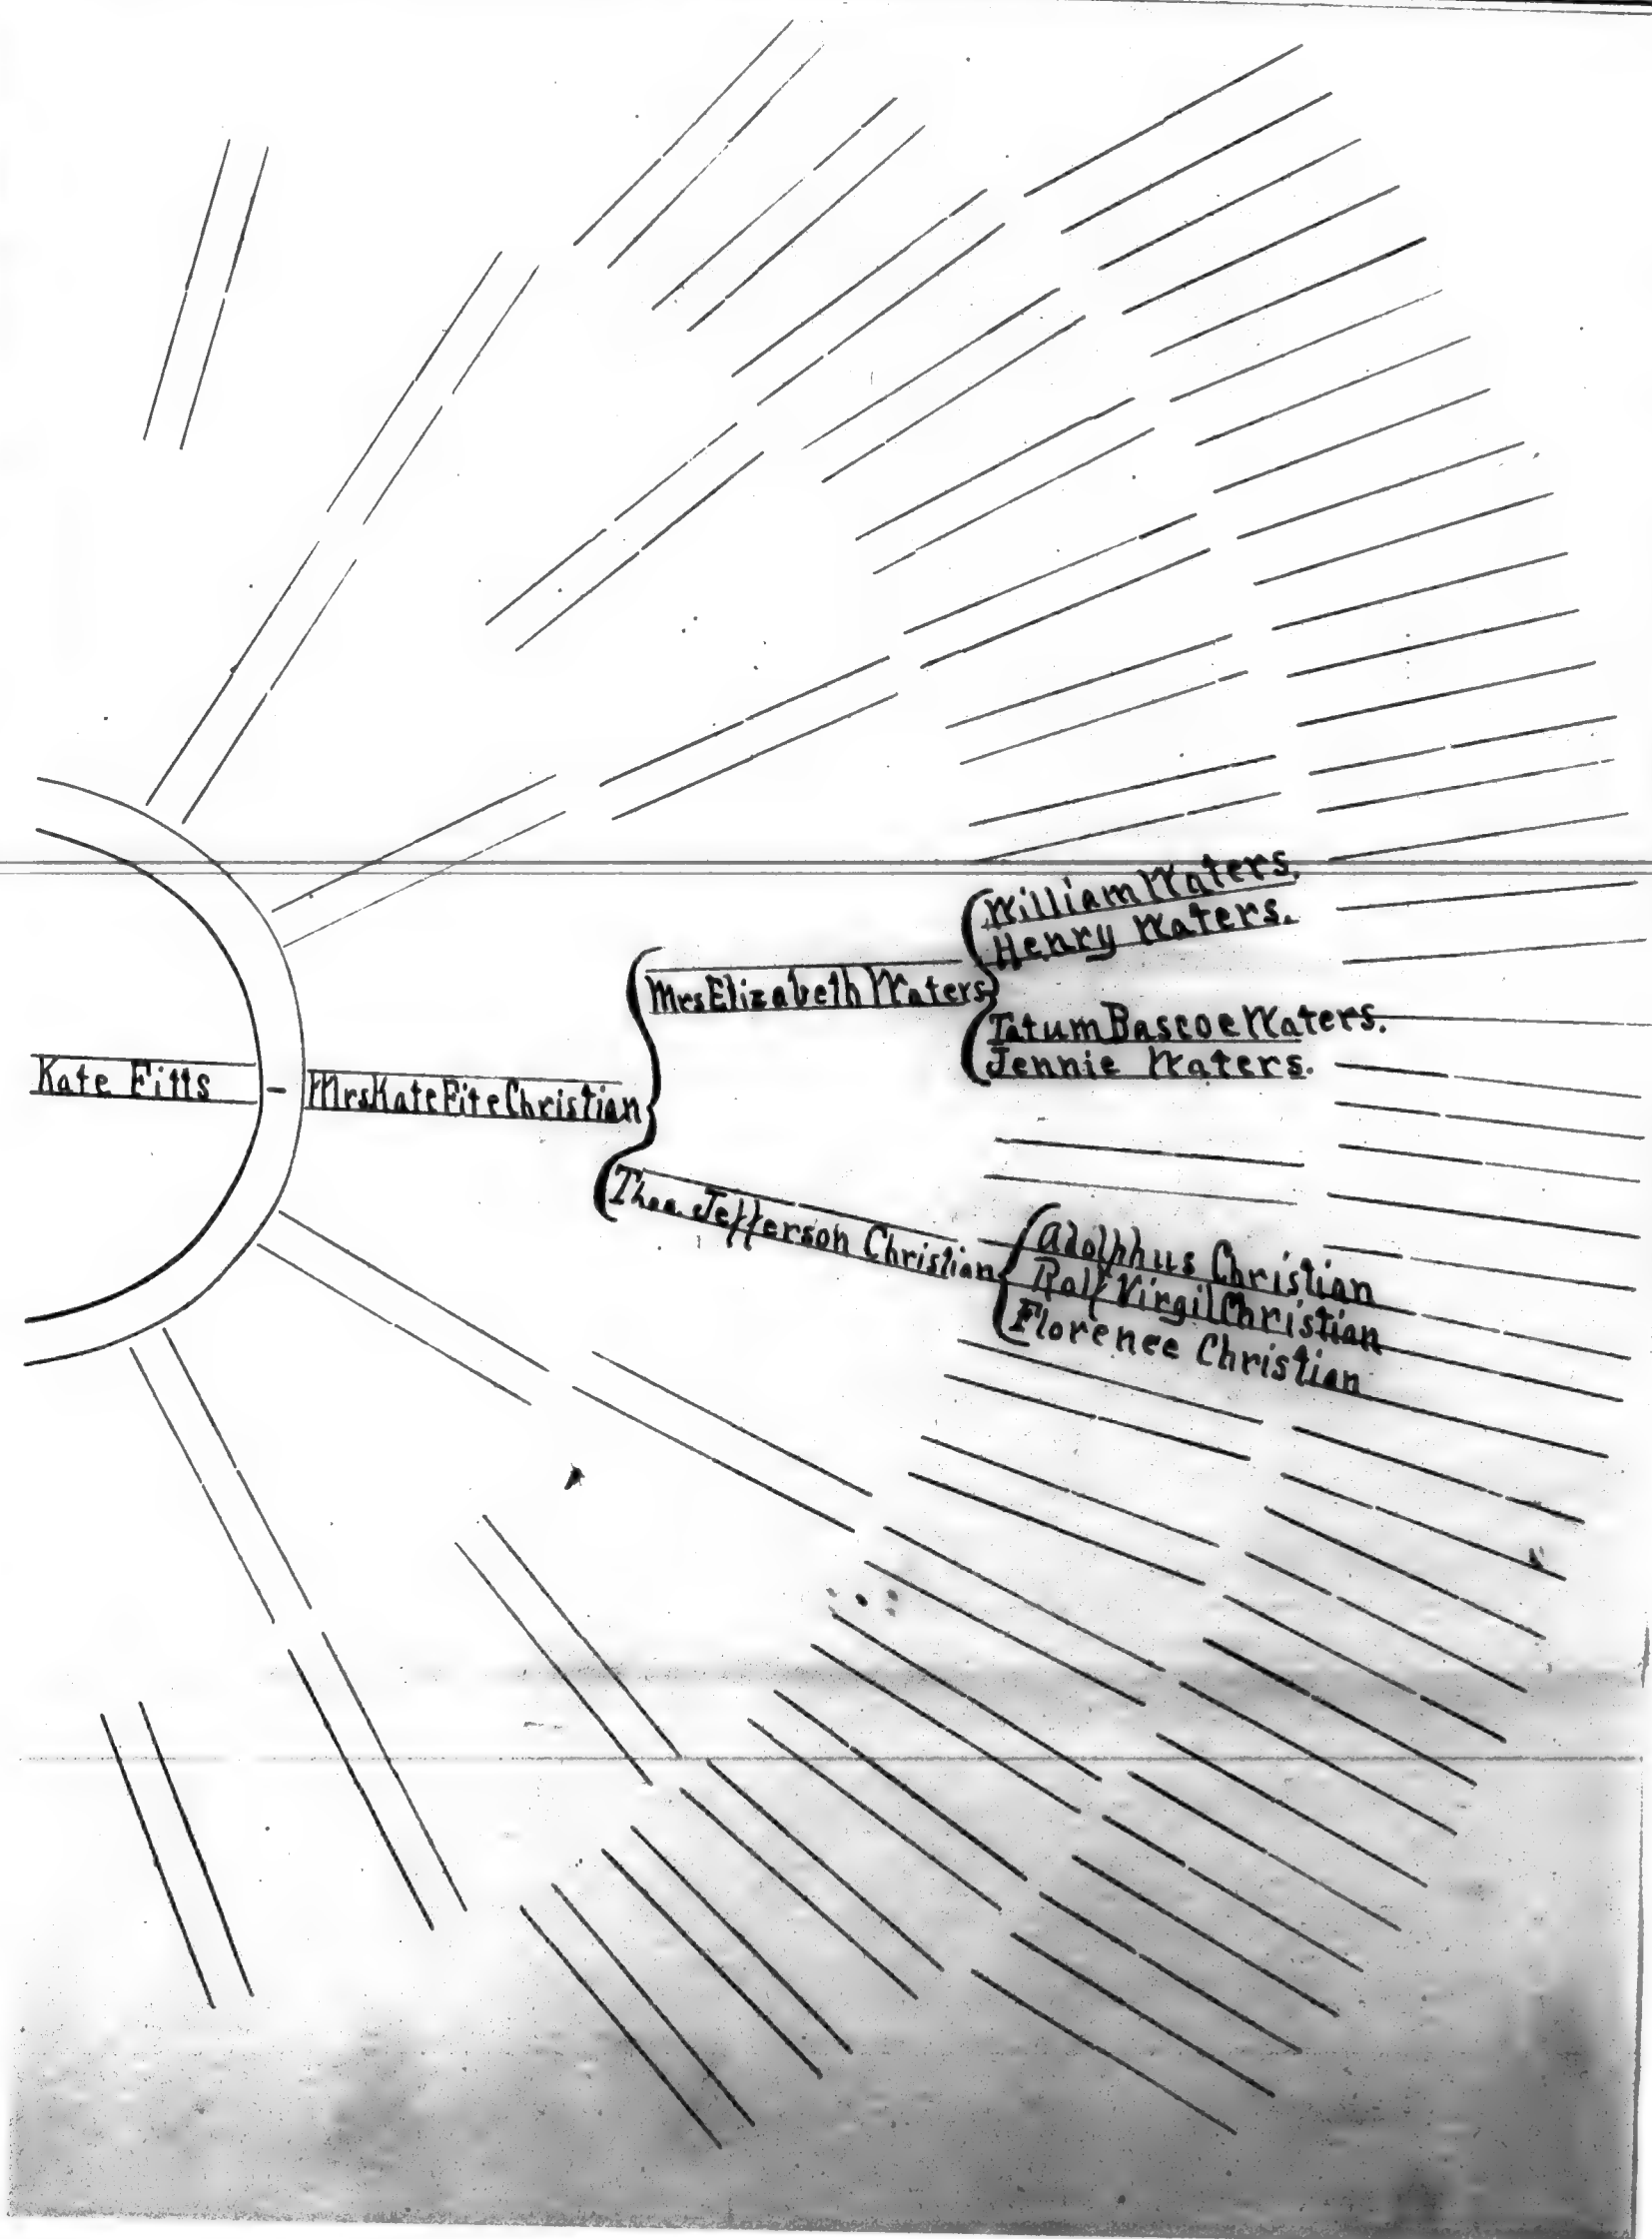 Kate Fitts
Mrs Kate Fite Christian
Mrs Elizabeth Waters
William Waters.
Henry Waters.
Tatum Bascoe Waters.
Jennie Waters.
Thos. Jefferson Christian
Adolphus Christian
Ralf Virgil Christian
Florence Christian